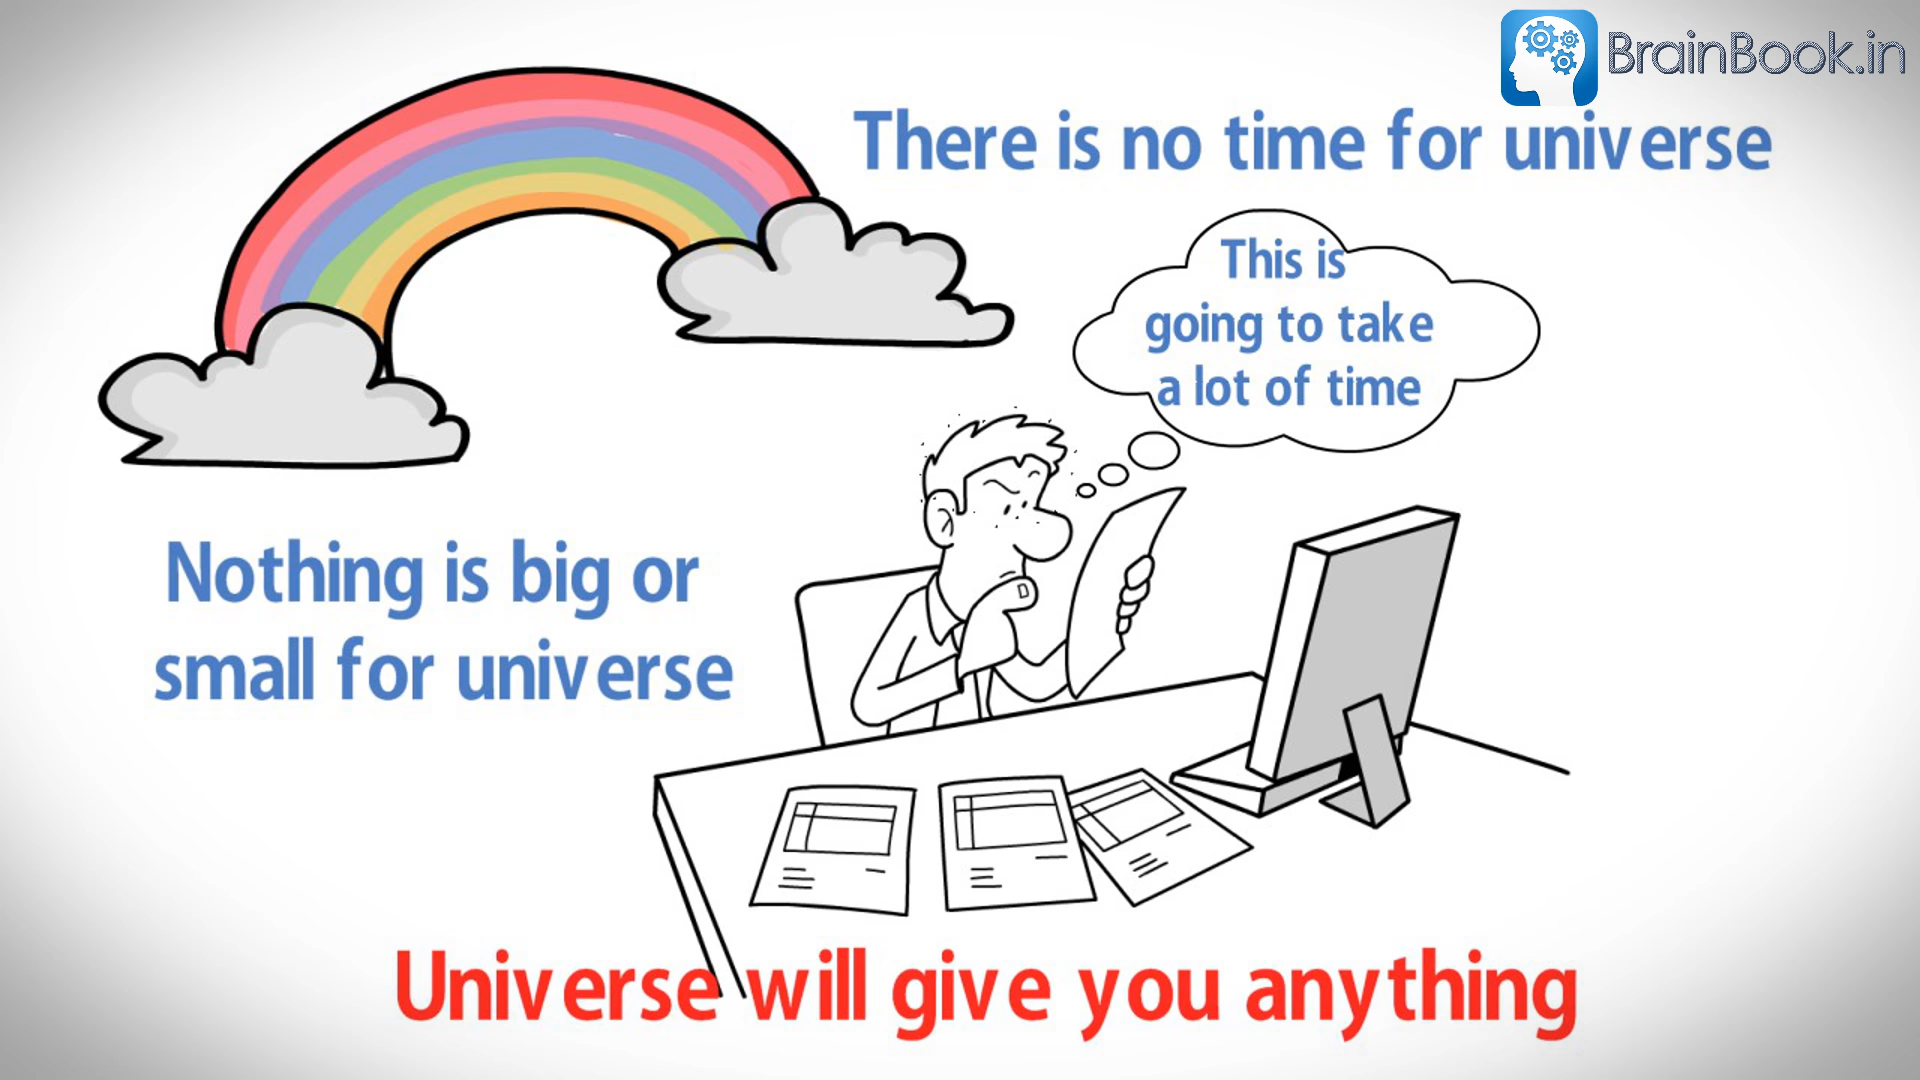 BrainBook.in
There is no time for universe
This is
going to take
a lot of time
Nothing is big or
small for universe
Universe will give you anything